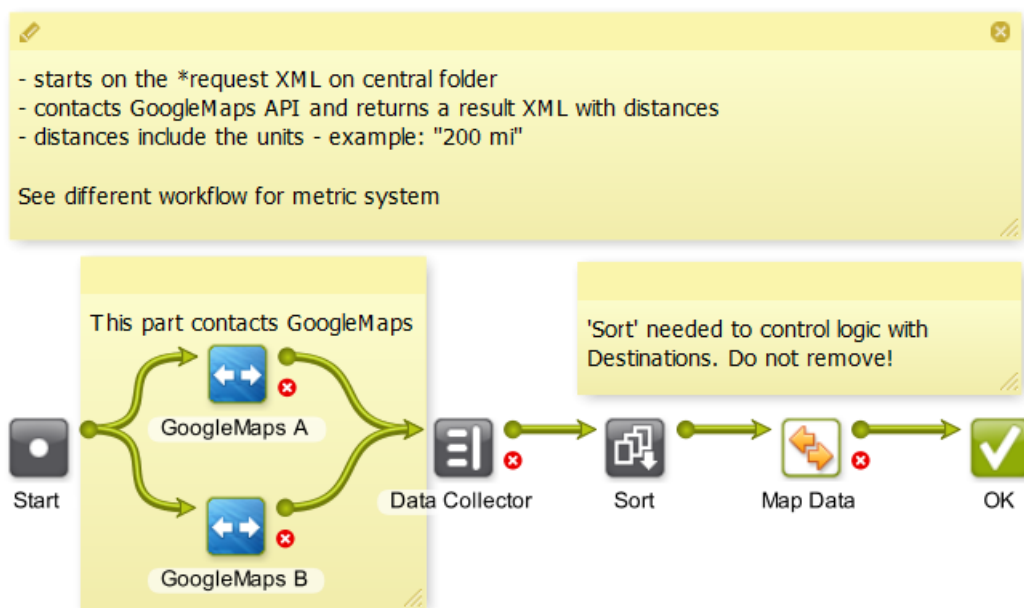 - starts on the *request XML on central folder
- contacts GoogleMaps API and returns a result XML with distances
- distances include the units - example: "200 mi"
See different workflow for metric system
This part contacts GoogleMaps
'Sort' needed to control logic with
Destinations. Do not remove!
GoogleMaps A
Start
Data Collector
Sort
Map Data
OK
GoogleMaps B